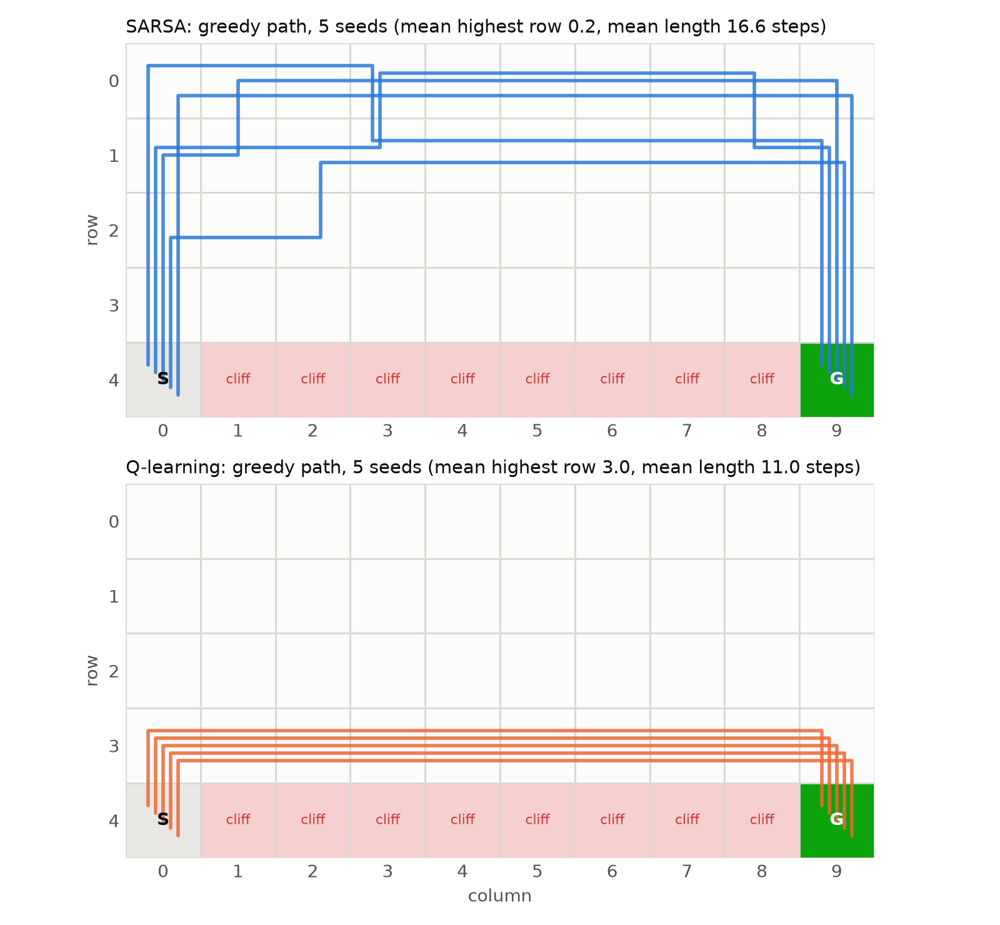 SARSA: greedy path, 5 seeds (mean highest row 0.2, mean length 16.6 steps)
0
1
row
2
3
4
S cliff cliff cliff cliff cliff cliff cliff cliff G
0 1 2 3 4 5 6 7 8 9
Q-learning: greedy path, 5 seeds (mean highest row 3.0, mean length 11.0 steps)
0
1
row
2
3
4
S cliff cliff cliff cliff cliff cliff cliff cliff G
0 1 2 3 4 5 6 7 8 9
column